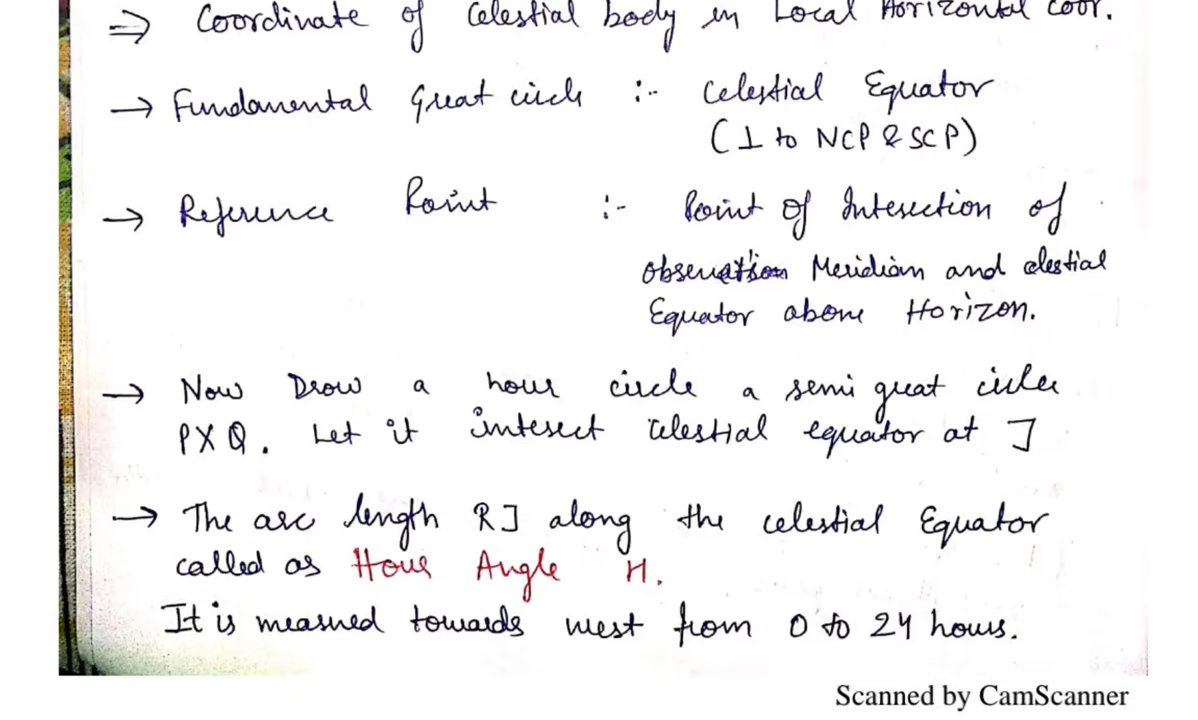 ⇒ Coordinate of Celestial body in Local Horizontal Coor.
→ Fundamental Great circle :- Celestial Equator
(⊥ to NCP & SCP)
→ Reference Point :- Point of Intersection of
observation Meridian and celestial
Equator above Horizon.
→ Now Drow a hour circle a semi great circle
PXQ. Let it intersect celestial equator at J
→ The arc length RJ along the celestial Equator
called as Hour Angle H.
It is measured towards west from 0 to 24 hours.
Scanned by CamScanner